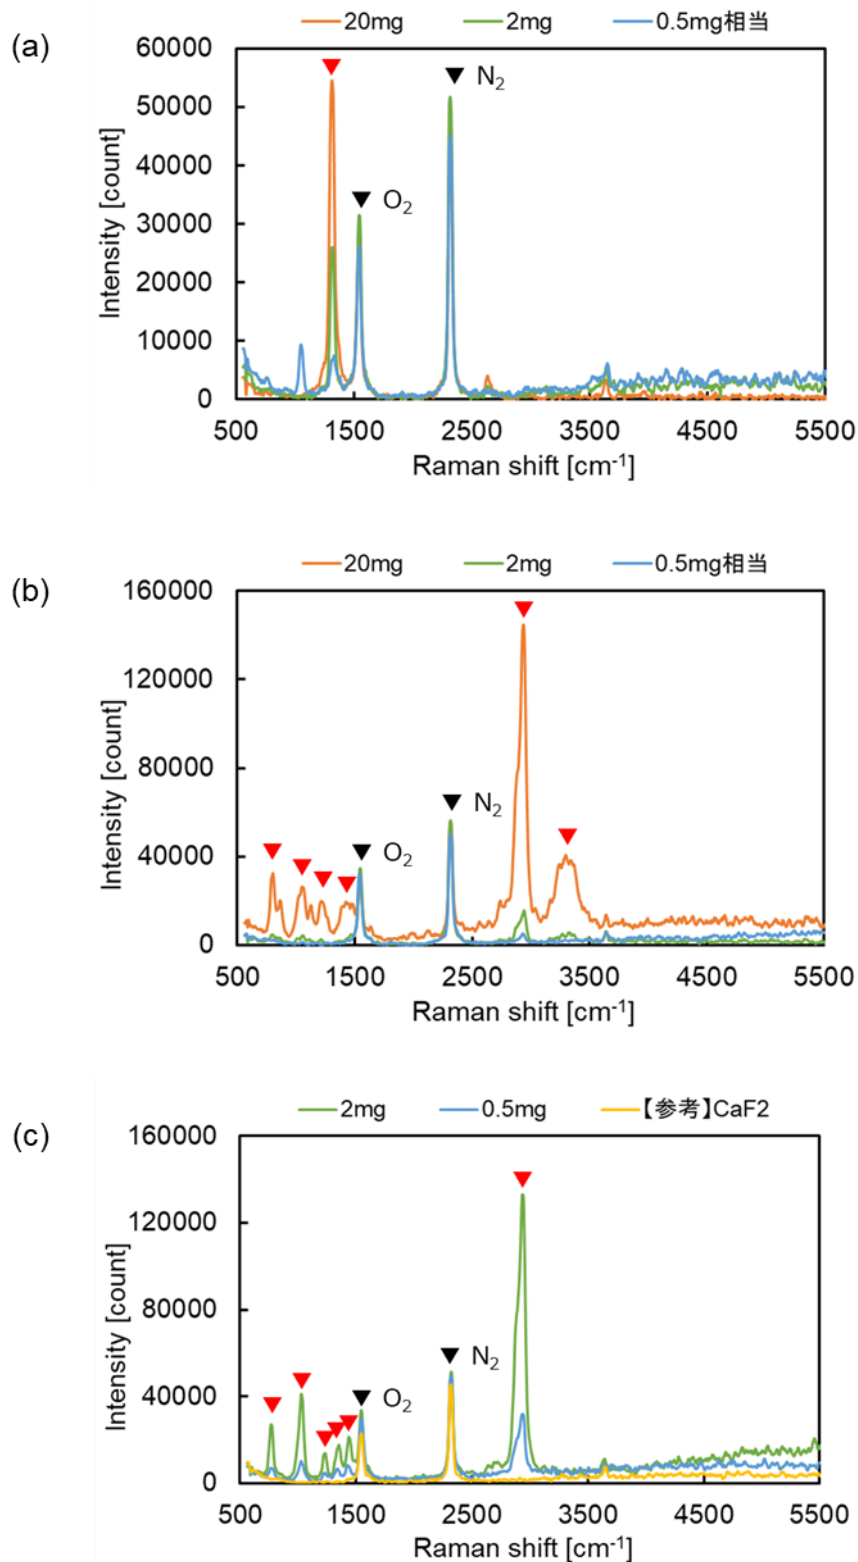 (a)
20mg 2mg 0.5mg相当
60000
50000
40000
30000
20000
10000
0
Intensity [count]
N2
O2
500 1500 2500 3500 4500 5500
Raman shift [cm-1]
(b)
20mg 2mg 0.5mg相当
160000
120000
80000
40000
0
Intensity [count]
N2
O2
500 1500 2500 3500 4500 5500
Raman shift [cm-1]
(c)
2mg 0.5mg 【参考】CaF2
160000
120000
80000
40000
0
Intensity [count]
N2
O2
500 1500 2500 3500 4500 5500
Raman shift [cm-1]